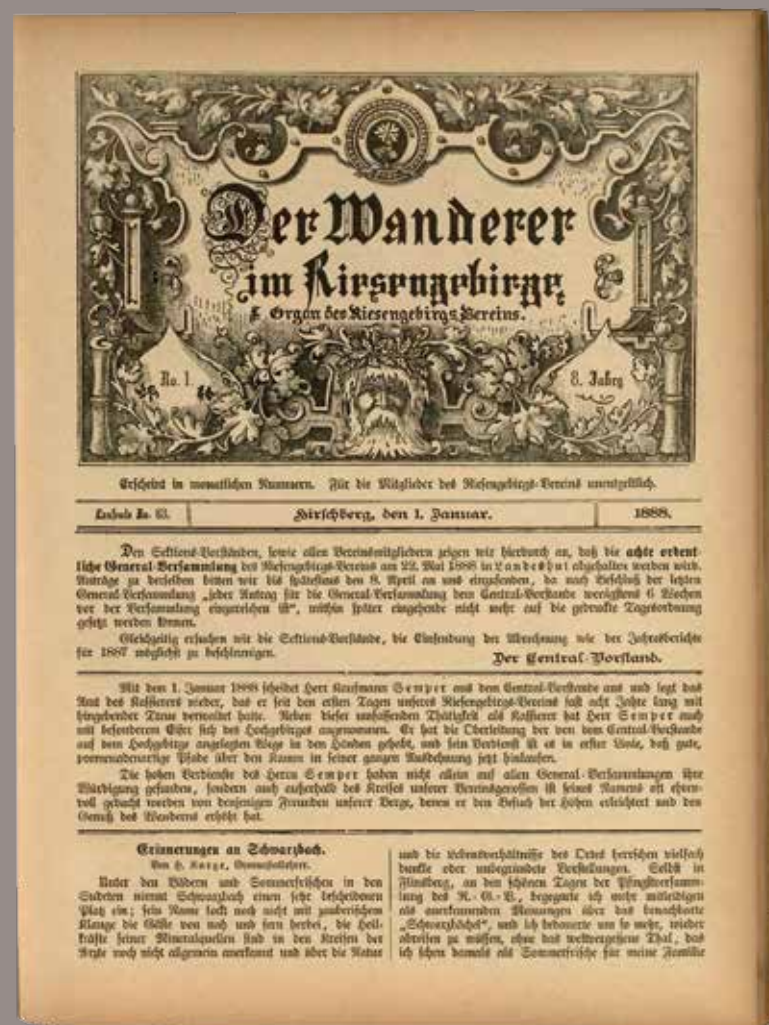 Der Wanderer
im Riesengebirge
Organ des Riesengebirgs Vereins.
No. 1.
8. Jahrg
Erscheint in monatlichen Nummern. Für die Mitglieder des Riesengebirgs-Vereins unentgeltlich.
Laufende No. 63.
Hirschberg, den 1. Januar.
1888.
Den Sektions-Vorständen, sowie allen Vereinsmitgliedern zeigen wir hierdurch an, daß die achte ordent-
liche General-Versammlung des Riesengebirgs-Vereins am 22. Mai 1888 in Landeshut abgehalten werden wird.
Anträge zu derselben bitten wir bis spätestens den 8. April an uns einzusenden, da nach Beschluß der letzten
General-Versammlung „jeder Antrag für die General-Versammlung dem Central-Vorstande wenigstens 6 Wochen
vor der Versammlung einzureichen ist“, mithin später eingehende nicht mehr auf die gedruckte Tagesordnung
gesetzt werden können.
Gleichzeitig ersuchen wir die Sektions-Vorstände, die Einsendung der Abrechnung wie der Jahresberichte
für 1887 möglichst zu beschleunigen.
Der Central-Vorstand.
Mit dem 1. Januar 1888 scheidet Herr Kaufmann Semper aus dem Central-Vorstande aus und legt das
Amt des Kassierers nieder, das er seit den ersten Tagen unseres Riesengebirgs-Vereins fast acht Jahre lang mit
hingebender Treue verwaltet hatte. Neben dieser umfassenden Thätigkeit als Kassierer hat Herr Semper auch
mit besonderem Eifer sich des Hochgebirges angenommen. Er hat die Oberleitung der von dem Central-Vorstande
auf dem Hochgebirge angelegten Wege in den Händen gehabt, und sein Verdienst ist es in erster Linie, daß gute,
promenadenartige Pfade über den Kamm in seiner ganzen Ausdehnung jetzt hinlaufen.
Die hohen Verdienste des Herrn Semper haben nicht allein auf allen General-Versammlungen ihre
Würdigung gefunden, sondern auch außerhalb des Kreises unserer Vereinsgenossen ist seines Namens oft ehren-
voll gedacht worden von denjenigen Freunden unserer Berge, denen er den Besuch der Höhen erleichtert und den
Genuß des Wanderns erhöht hat.
Erinnerungen an Schwarzbach.
Von H. Knappe, Gymnasiallehrer.
Unter den Bädern und Sommerfrischen in den
Sudeten nimmt Schwarzbach einen sehr bescheidenen
Platz ein; sein Name lockt noch nicht mit zauberischem
Klange die Gäste von nah und fern herbei, die Heil-
kräfte seiner Mineralquellen sind in den Kreisen der
Ärzte noch nicht allgemein anerkannt und über die Natur
und die Lebensverhältnisse des Ortes herrschen vielfach
dunkle oder unbegründete Vorstellungen. Selbst in
Flinsberg, an den schönen Tagen der Pfingstversamm-
lung des R.-G.-V., begegnete ich mehr mitleidigen
als anerkennenden Meinungen über das benachbarte
„Schwarzbächel“, und ich bedauerte um so mehr, wieder
abreisen zu müssen, ohne das weltvergessene Thal, das
ich schon damals als Sommerfrische für meine Familie